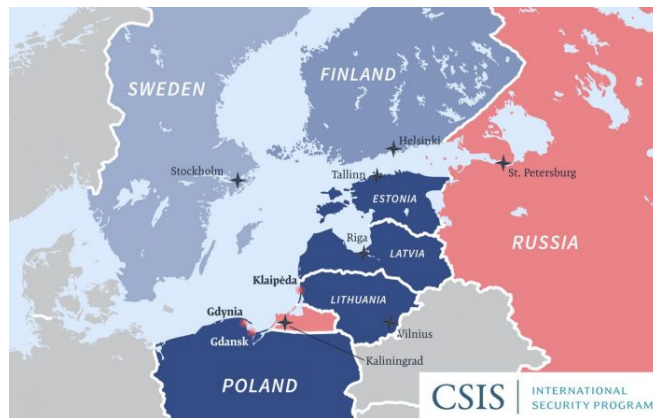 SWEDEN
FINLAND
Helsinki
Stockholm
Tallinn
St. Petersburg
ESTONIA
Riga
LATVIA
RUSSIA
Klaipėda
LITHUANIA
Gdynia
Gdansk
Vilnius
Kaliningrad
POLAND
CSIS
INTERNATIONAL
SECURITY PROGRAM